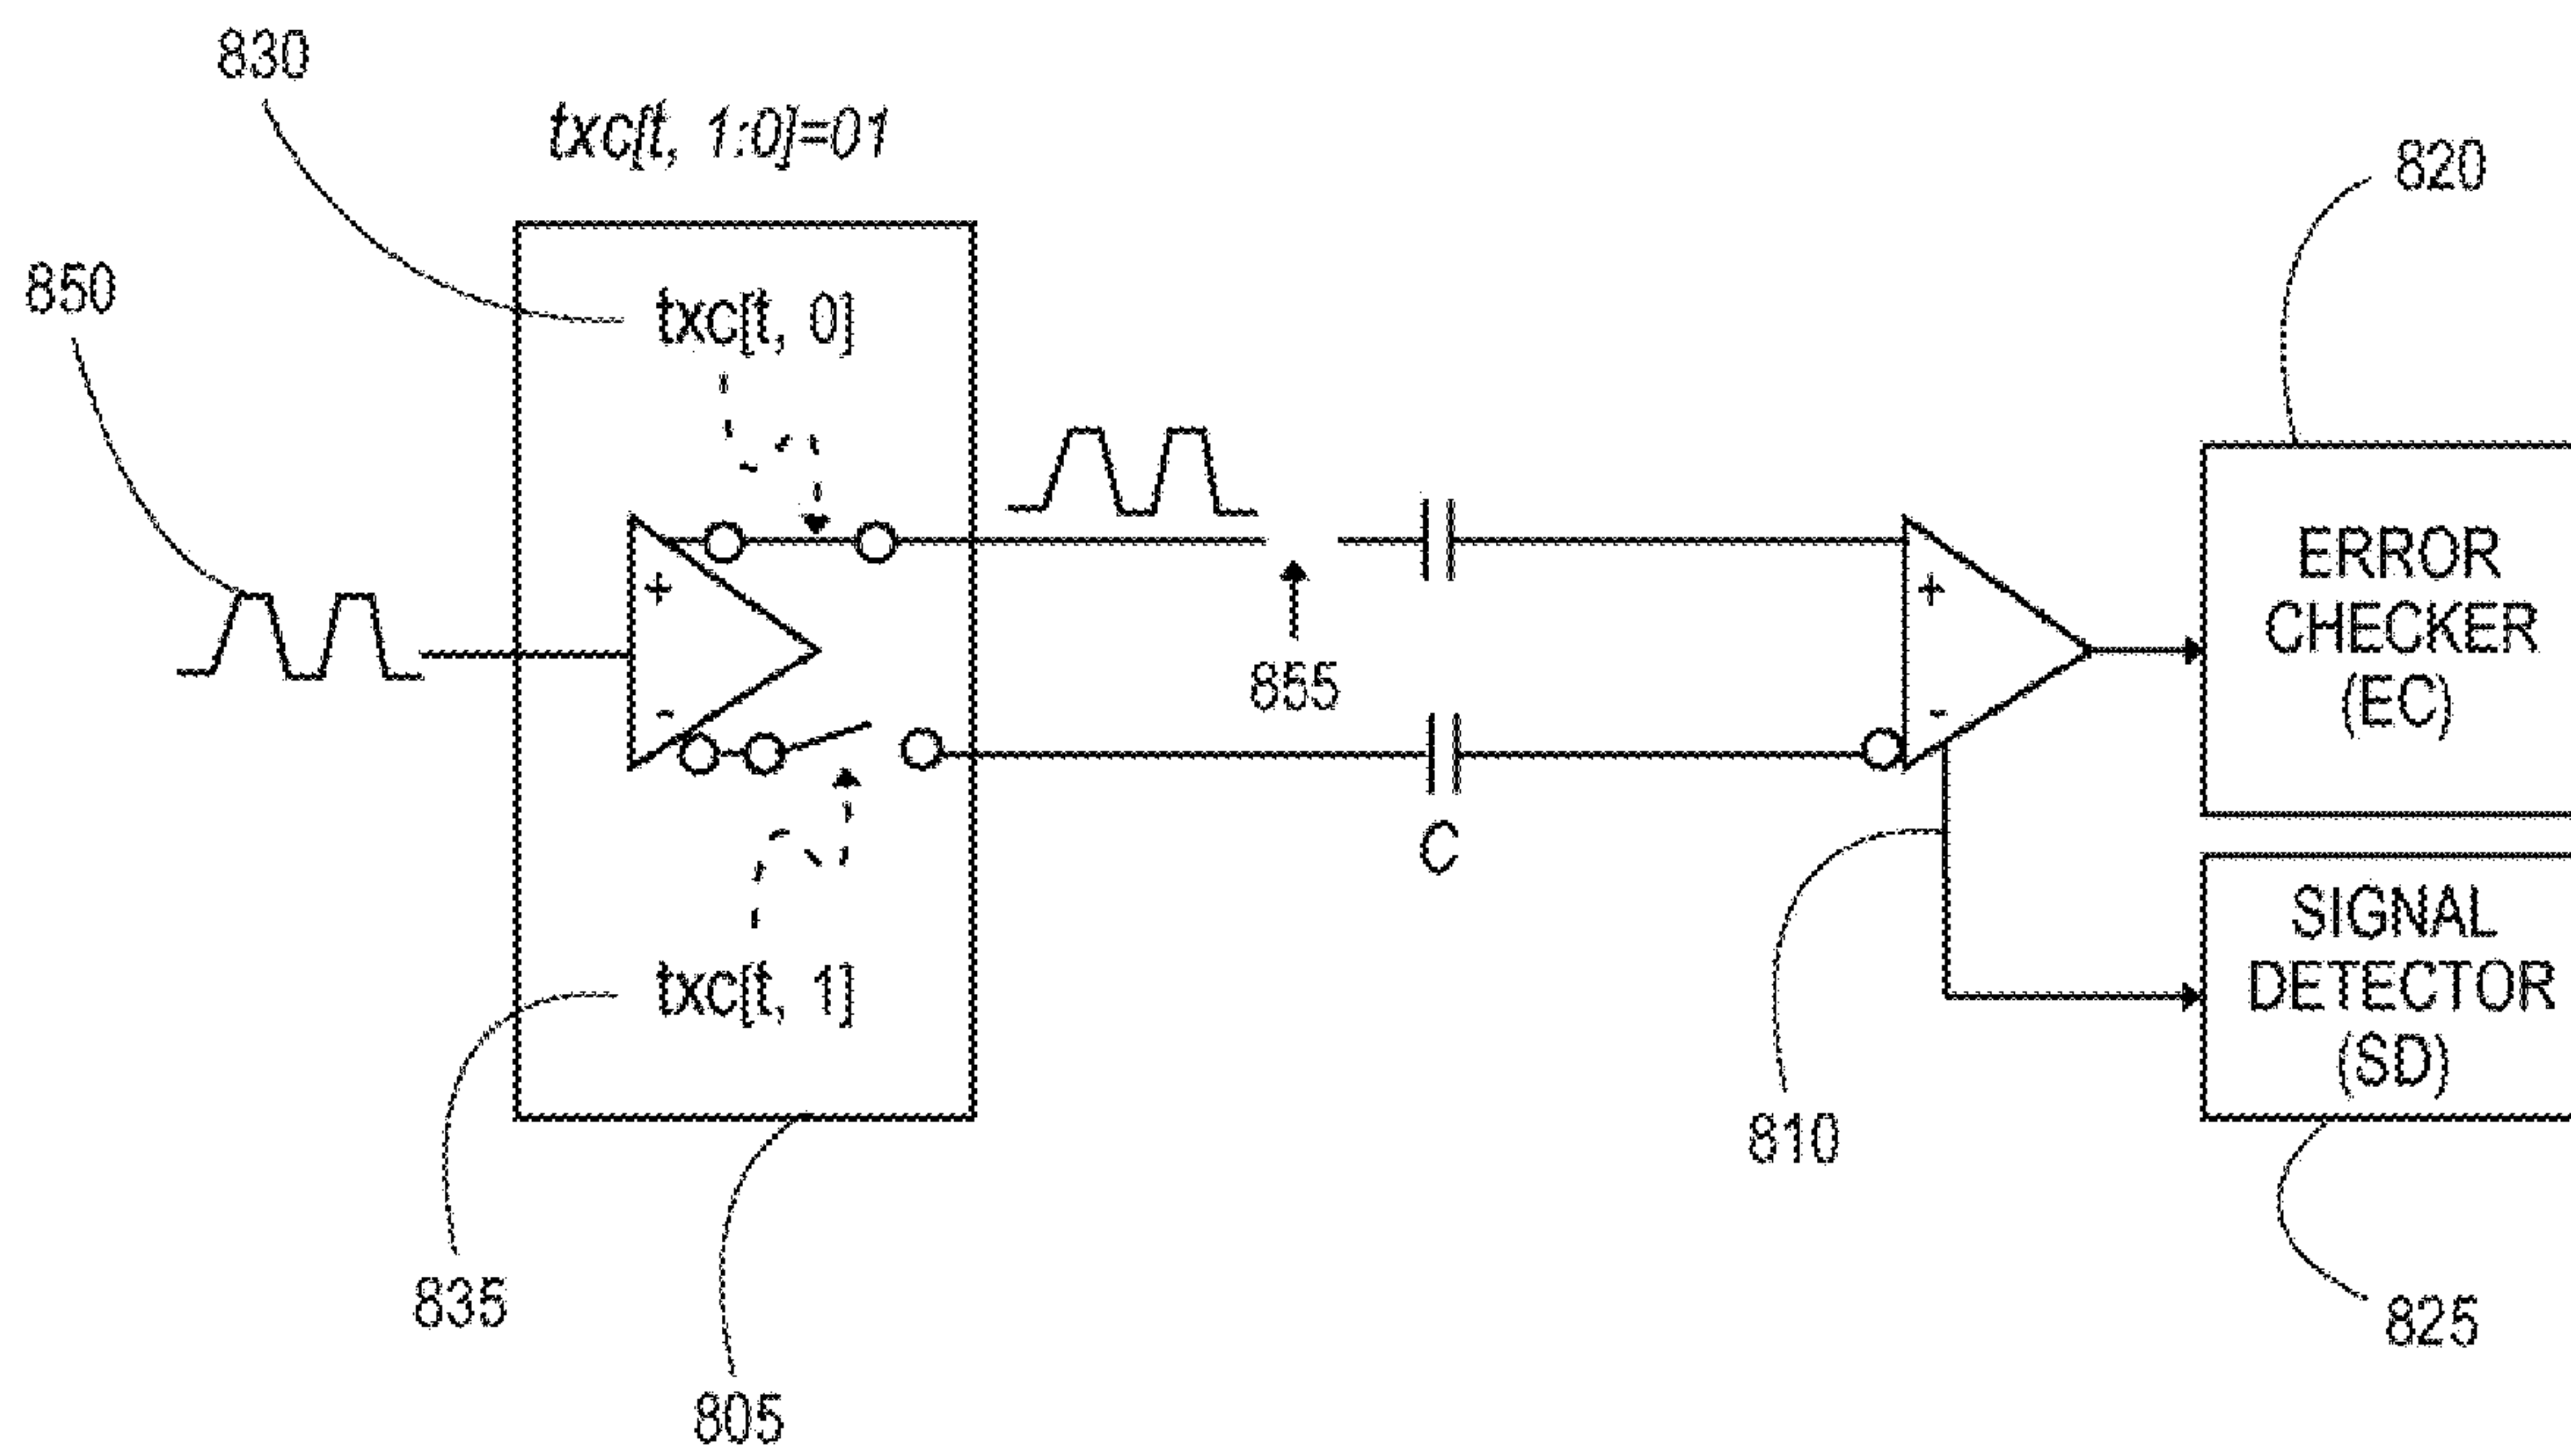 830
txc[t, 1:0]=01
820
850
txc[t, 0]
+
-
855
+
-
ERROR
CHECKER
(EC)
C
SIGNAL
DETECTOR
(SD)
txc[t, 1]
810
835
825
805